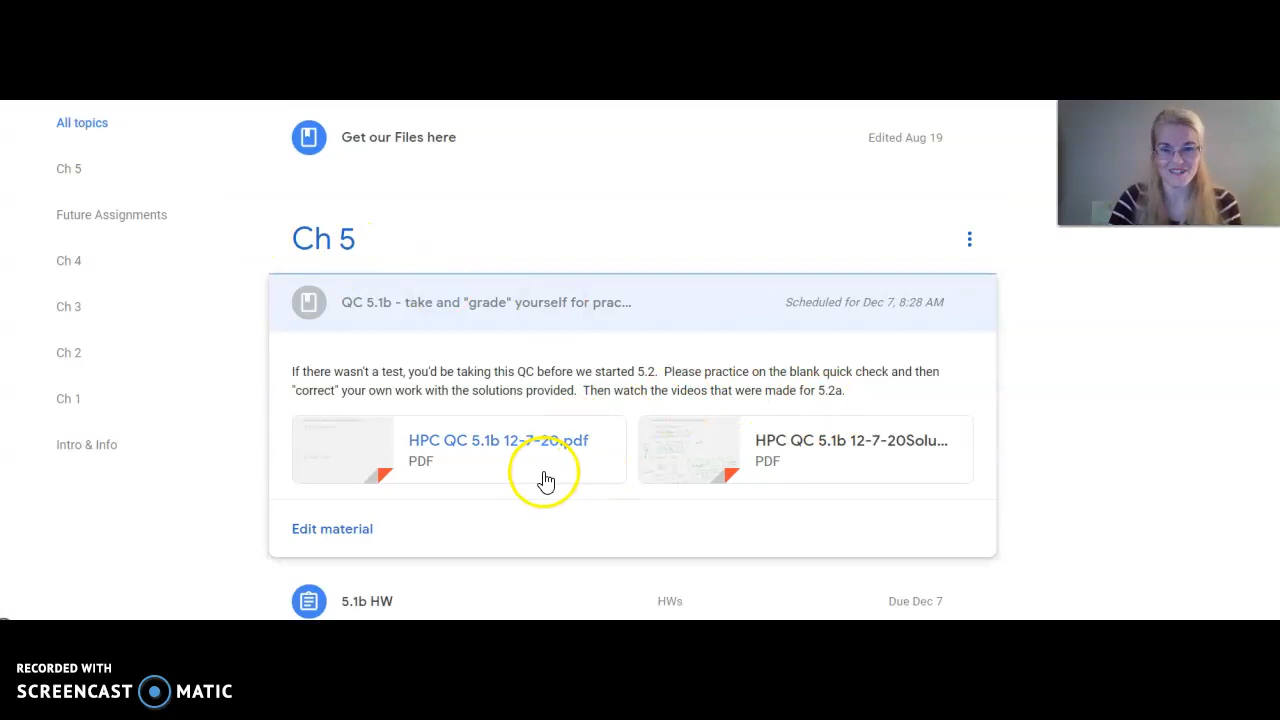 All topics
Get our Files here
Edited Aug 19
Ch 5
Future Assignments
Ch 4
Ch 3
Ch 2
Ch 1
Intro & Info
Ch 5
QC 5.1b - take and "grade" yourself for prac...
Scheduled for Dec 7, 8:28 AM
If there wasn't a test, you'd be taking this QC before we started 5.2. Please practice on the blank quick check and then
"correct" your own work with the solutions provided. Then watch the videos that were made for 5.2a.
HPC QC 5.1b 12-7-20.pdf
PDF
HPC QC 5.1b 12-7-20Solu...
PDF
Edit material
5.1b HW
HWs
Due Dec 7
RECORDED WITH
SCREENCAST MATIC